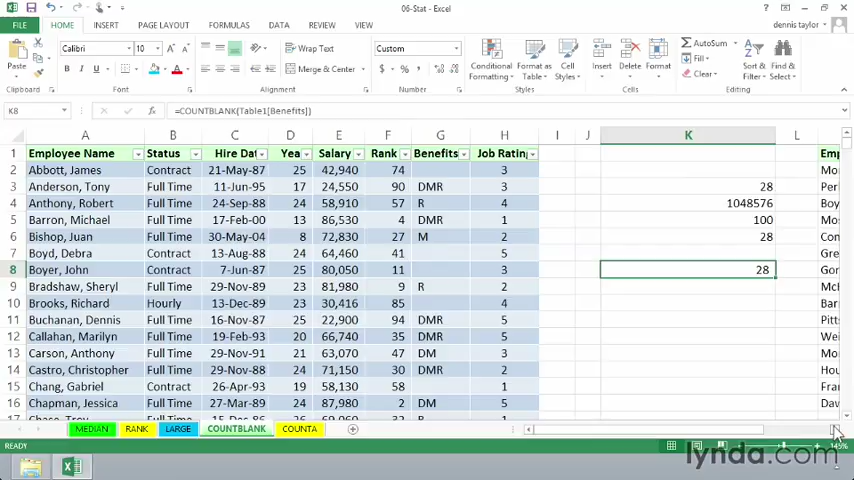 06-Stat - Excel
FILE HOME INSERT PAGE LAYOUT FORMULAS DATA REVIEW VIEW dennis taylor
Calibri 10 Wrap Text Custom AutoSum
Paste B I U Merge & Center $ % Conditional Formatting Format as Table Cell Styles Insert Delete Format Fill Clear Sort & Filter Find & Select
Clipboard Font Alignment Number Styles Cells Editing
K8 fx =COUNTBLANK(Table1[Benefits])
A B C D E F G H I J K L
1 Employee Name Status Hire Dat Yea Salary Rank Benefits Job Rating Emp
2 Abbott, James Contract 21-May-87 25 42,940 74 3 Mor
3 Anderson, Tony Full Time 11-Jun-95 17 24,550 90 DMR 3 28 Per
4 Anthony, Robert Full Time 24-Sep-88 24 58,910 57 R 4 1048576 Boy
5 Barron, Michael Full Time 17-Feb-00 13 86,530 4 DMR 1 100 Mos
6 Bishop, Juan Full Time 30-May-04 8 72,830 27 M 2 28 Con
7 Boyd, Debra Contract 13-Aug-88 24 64,460 41 5 Gre
8 Boyer, John Contract 7-Jun-87 25 80,050 11 3 28 Gor
9 Bradshaw, Sheryl Full Time 29-Nov-89 23 81,980 9 R 2 McK
10 Brooks, Richard Hourly 13-Dec-89 23 30,416 85 4 Bar
11 Buchanan, Dennis Full Time 16-Nov-87 25 22,900 94 DMR 5 Pitt
12 Callahan, Marilyn Full Time 19-Feb-93 20 66,740 35 DMR 5 Wei
13 Carson, Anthony Full Time 29-Nov-91 21 63,070 47 DM 3 Mor
14 Castro, Christopher Full Time 29-Nov-88 24 71,150 30 DMR 2 Hou
15 Chang, Gabriel Contract 26-Apr-93 19 58,130 58 1 Frar
16 Chapman, Jessica Full Time 27-Mar-89 24 87,980 2 DM 5 Dav
17 Chase, Troy Full Time R
MEDIAN RANK LARGE COUNTBLANK COUNTA
READY 145%
lynda.com